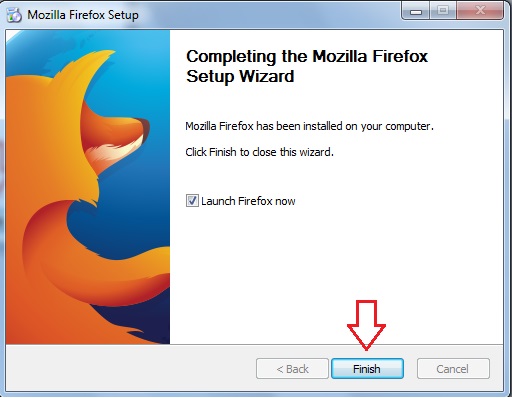 Mozilla Firefox Setup
Completing the Mozilla Firefox
Setup Wizard
Mozilla Firefox has been installed on your computer.
Click Finish to close this wizard.
Launch Firefox now
< Back
Finish
Cancel